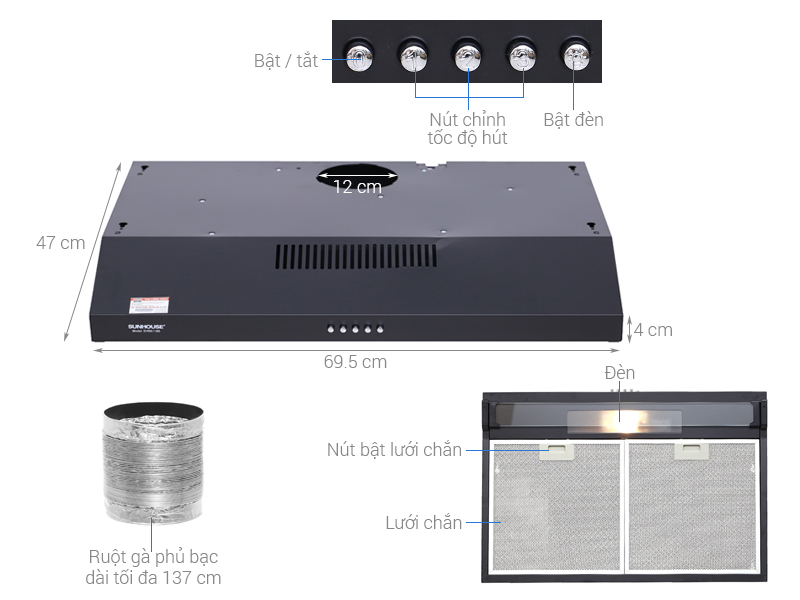 Bật / tắt
Nút chỉnh
tốc độ hút
Bật đèn
12 cm
47 cm
SUNHOUSE
4 cm
69.5 cm
Đèn
Nút bật lưới chắn
Lưới chắn
Ruột gà phủ bạc
dài tối đa 137 cm